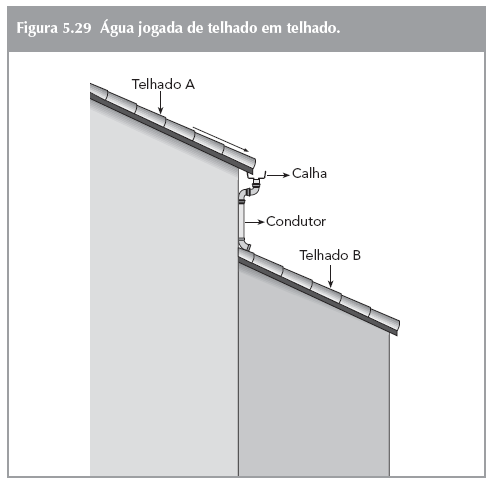 Figura 5.29 Água jogada de telhado em telhado.
Telhado A
Calha
Condutor
Telhado B